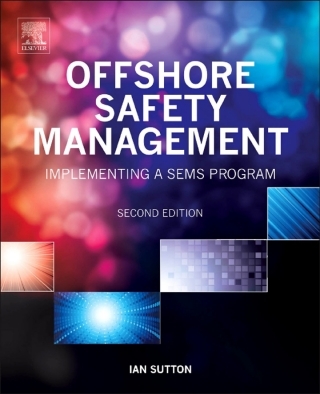 ELSEVIER
OFFSHORE
SAFETY
MANAGEMENT
IMPLEMENTING A SEMS PROGRAM
SECOND EDITION
IAN SUTTON